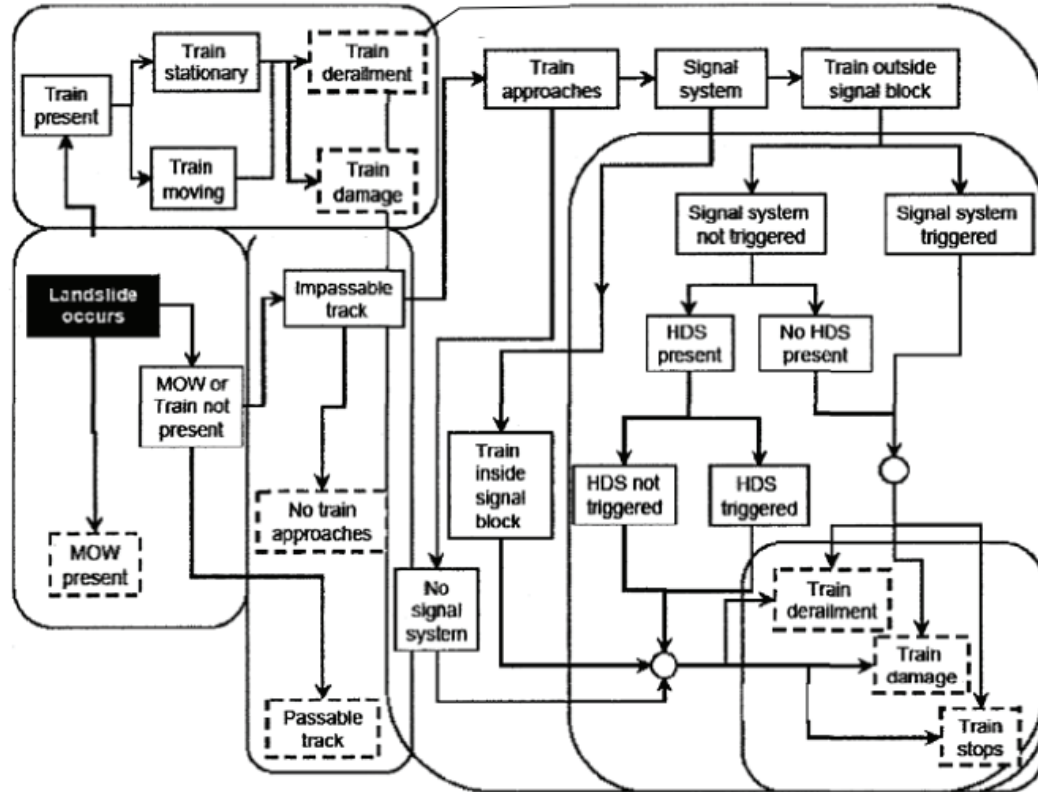 Train
stationary
Train
derailment
Train
approaches
Signal
system
Train outside
signal block
Train
present
Train
moving
Train
damage
Signal system
not triggered
Signal system
triggered
Landslide
occurs
Impassable
track
HDS
present
No HDS
present
MOW or
Train not
present
Train
inside
signal
block
HDS not
triggered
HDS
triggered
No train
approaches
MOW
present
No
signal
system
Train
derailment
Train
damage
Passable
track
Train
stops